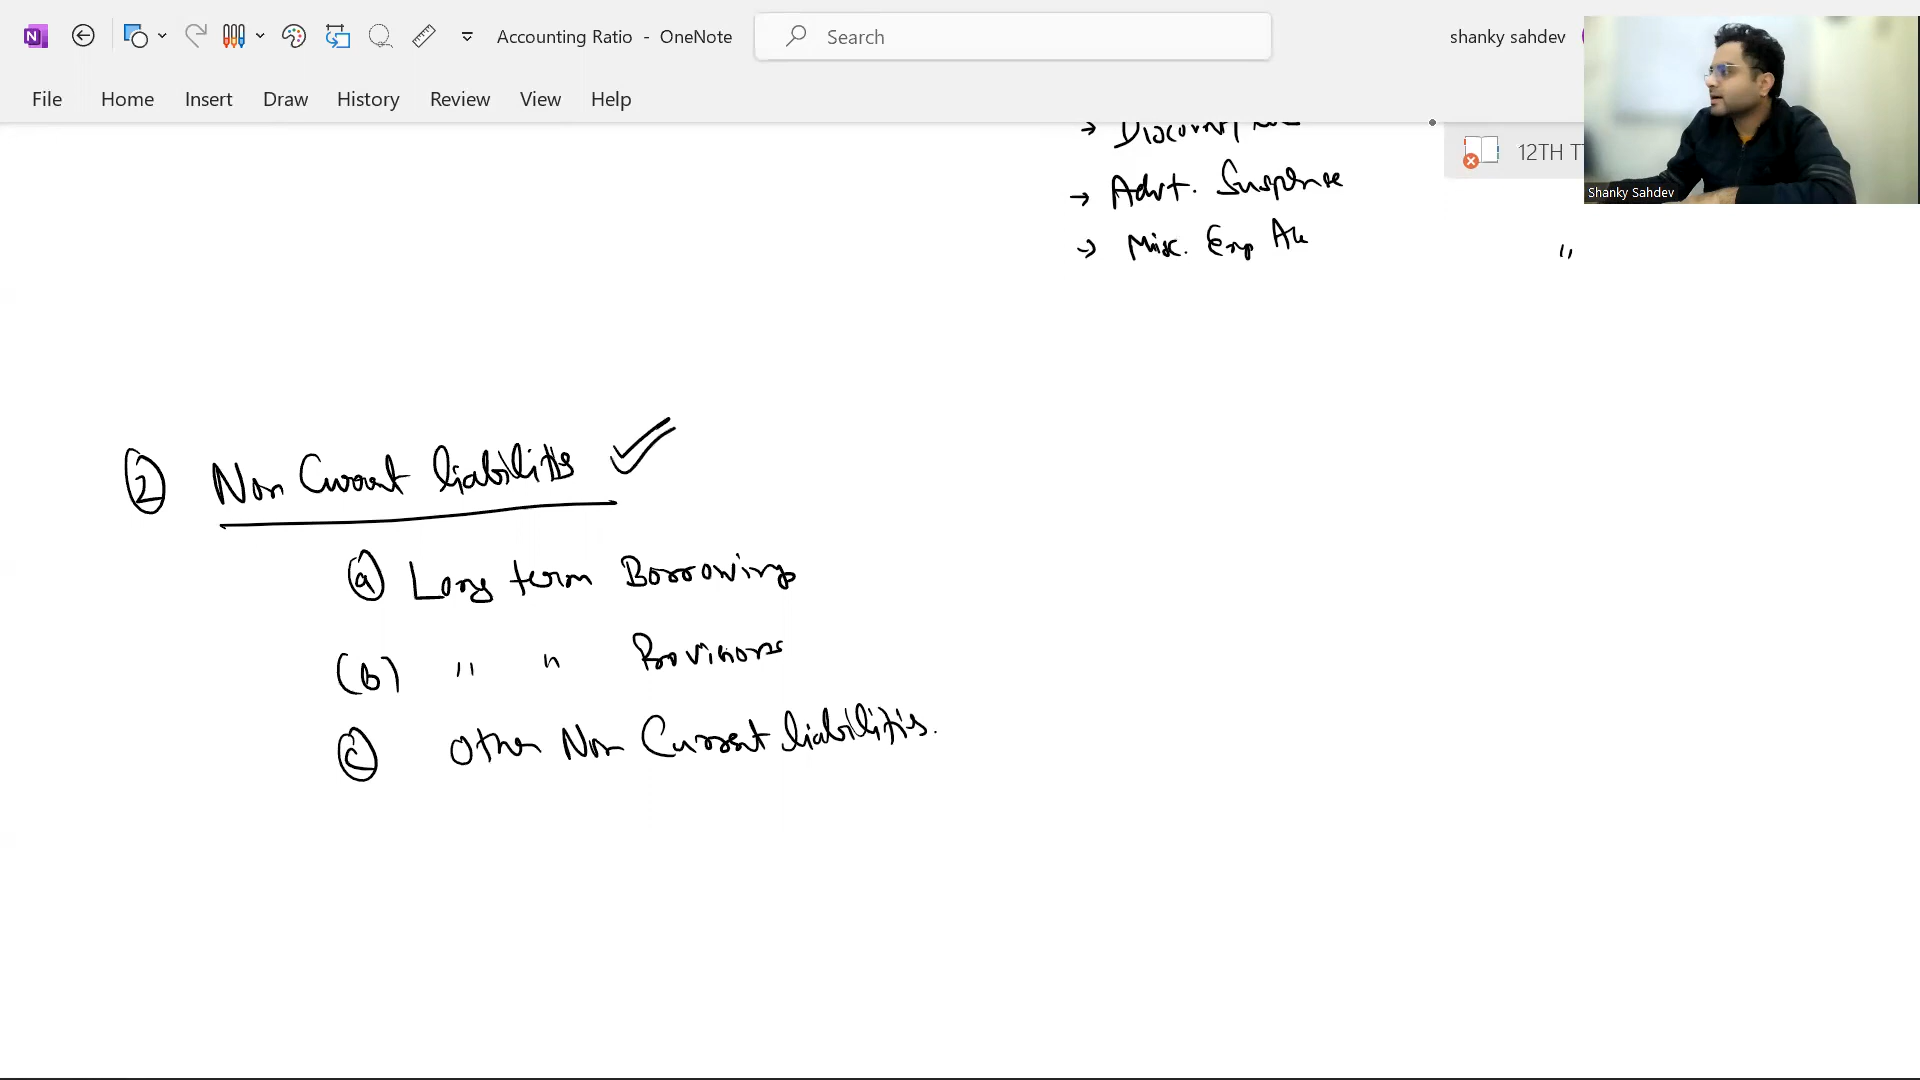 Accounting Ratio - OneNote
Search
shanky sahdev
File Home Insert Draw History Review View Help
12TH T
Shanky Sahdev
→ Advt. Suspense
→ Misc. Exp A/c "
② Non Current liabilities
ⓐ Long term Borrowings
(b) " " Provisions
ⓒ Other Non Current liabilities.